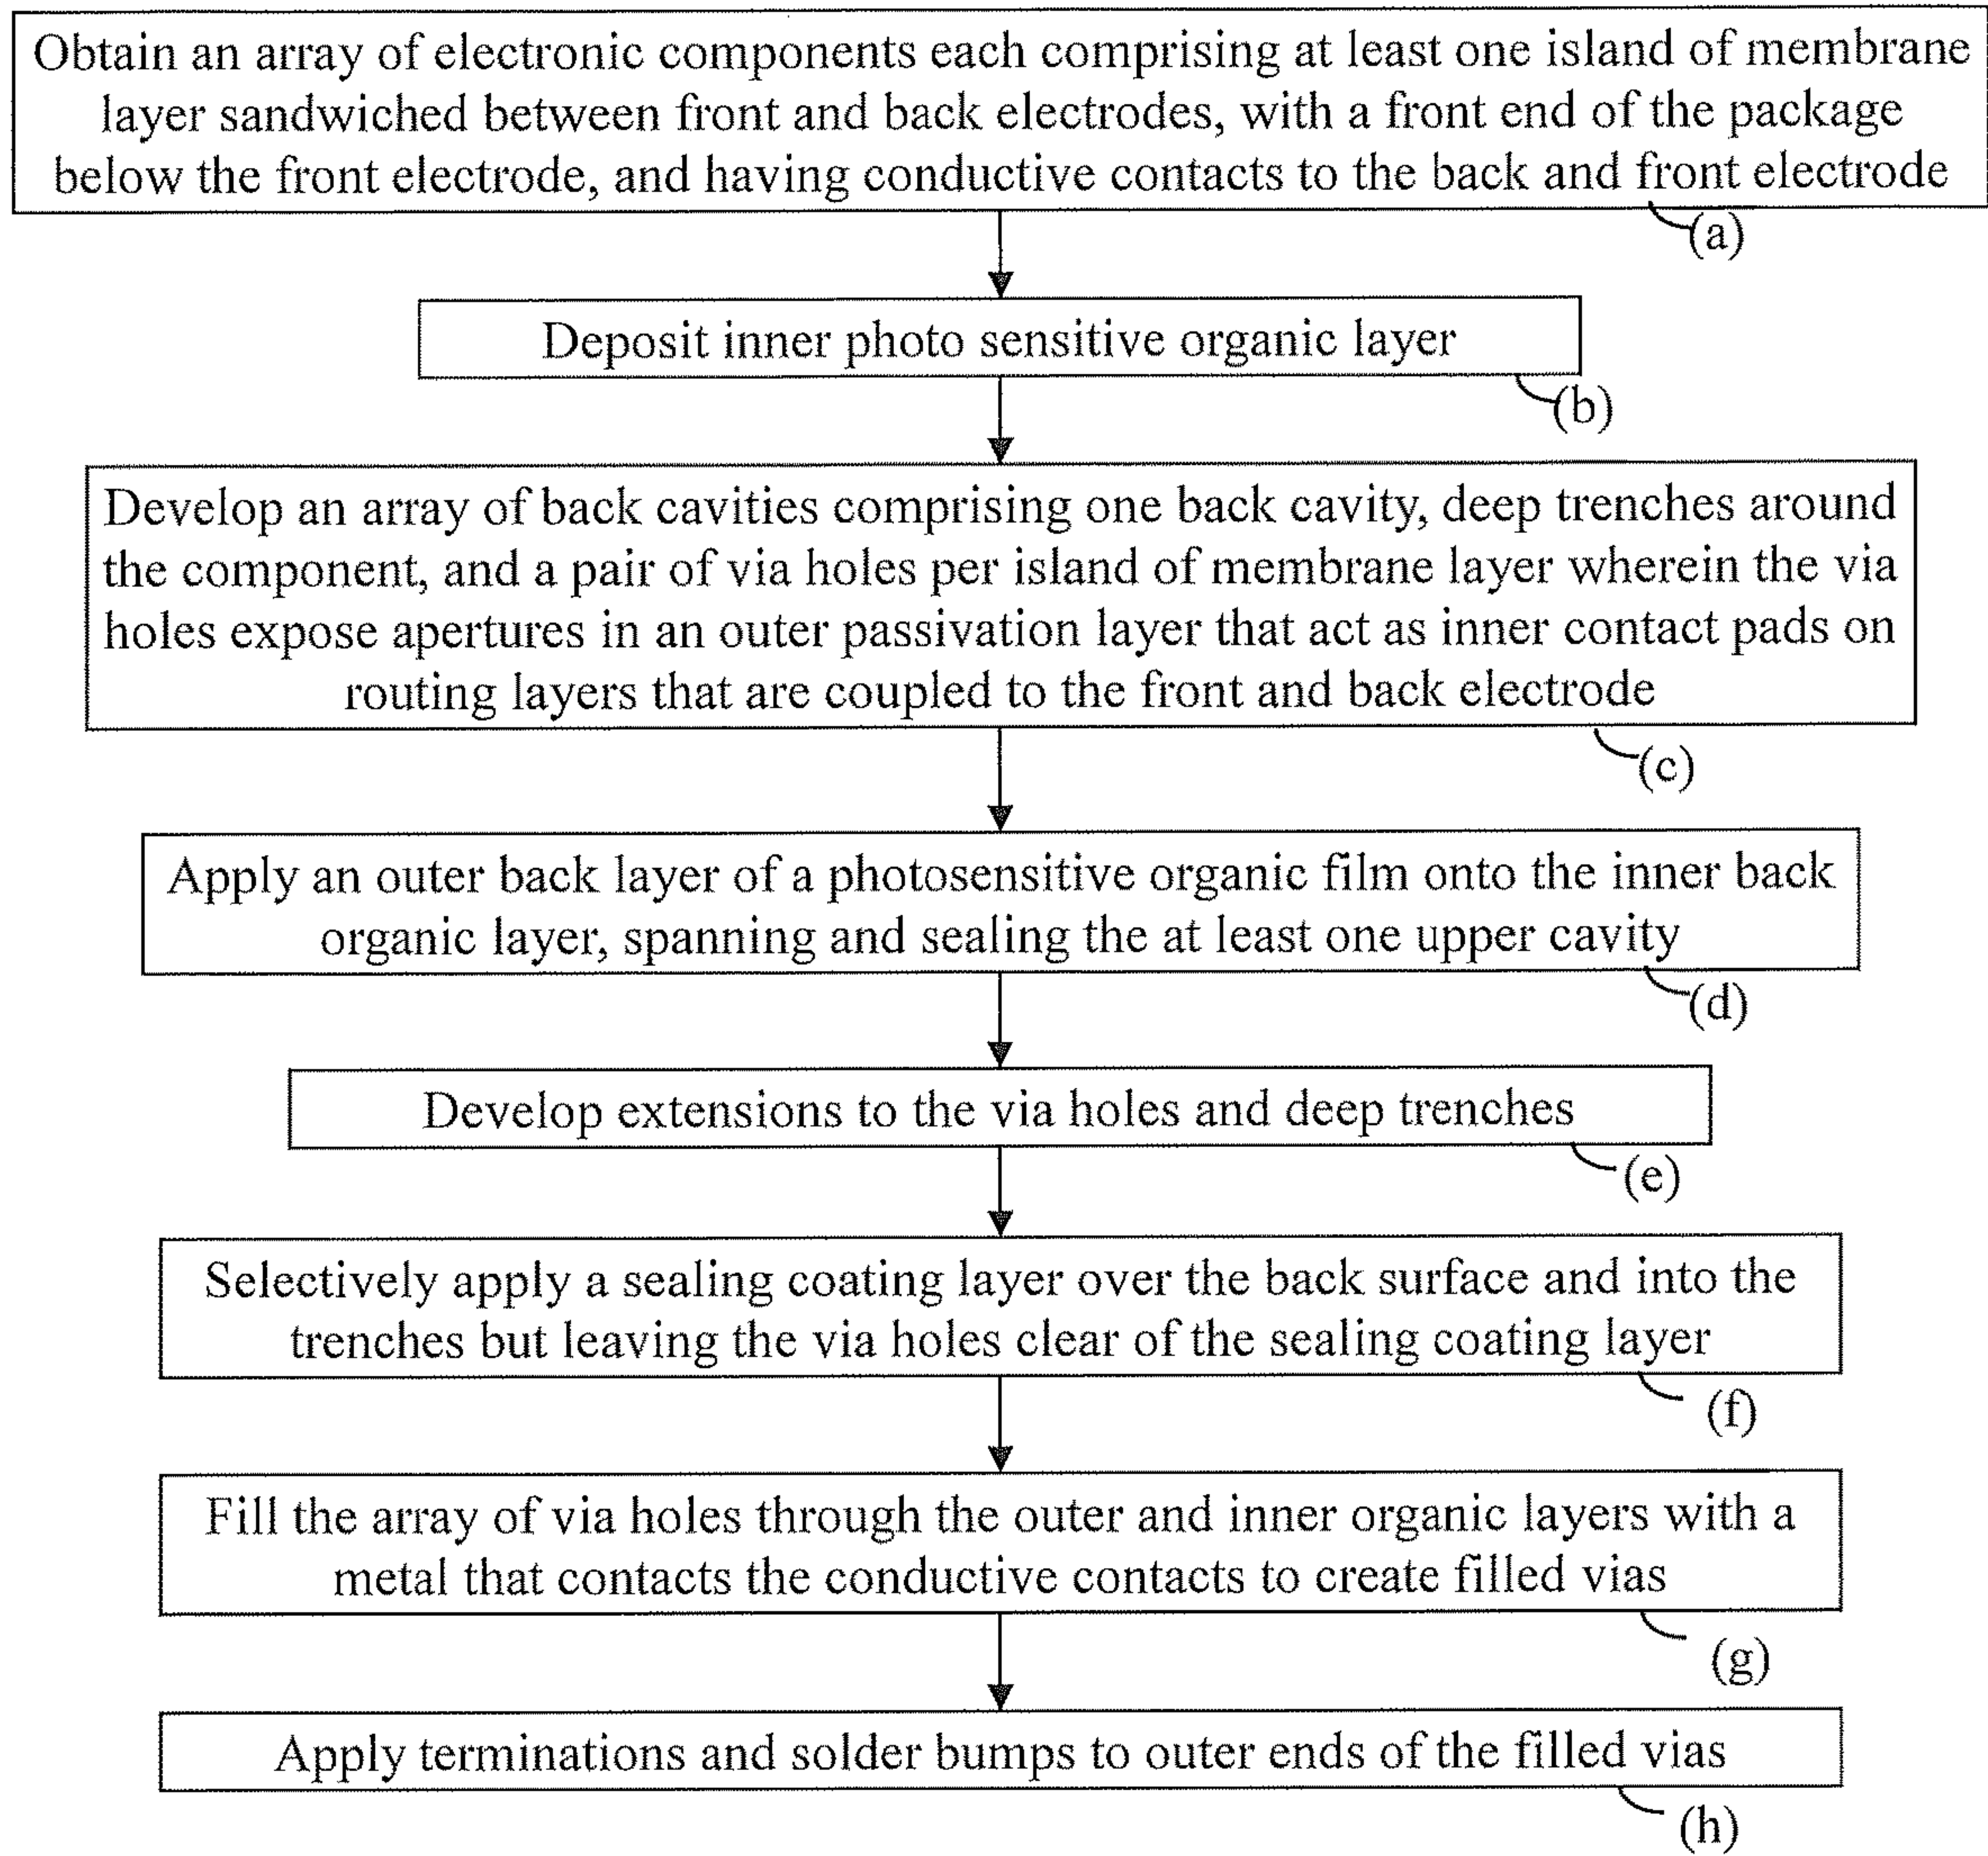 Obtain an array of electronic components each comprising at least one island of membrane
layer sandwiched between front and back electrodes, with a front end of the package
below the front electrode, and having conductive contacts to the back and front electrode
(a)
Deposit inner photo sensitive organic layer
(b)
Develop an array of back cavities comprising one back cavity, deep trenches around
the component, and a pair of via holes per island of membrane layer wherein the via
holes expose apertures in an outer passivation layer that act as inner contact pads on
routing layers that are coupled to the front and back electrode
(c)
Apply an outer back layer of a photosensitive organic film onto the inner back
organic layer, spanning and sealing the at least one upper cavity
(d)
Develop extensions to the via holes and deep trenches
(e)
Selectively apply a sealing coating layer over the back surface and into the
trenches but leaving the via holes clear of the sealing coating layer
(f)
Fill the array of via holes through the outer and inner organic layers with a
metal that contacts the conductive contacts to create filled vias
(g)
Apply terminations and solder bumps to outer ends of the filled vias
(h)